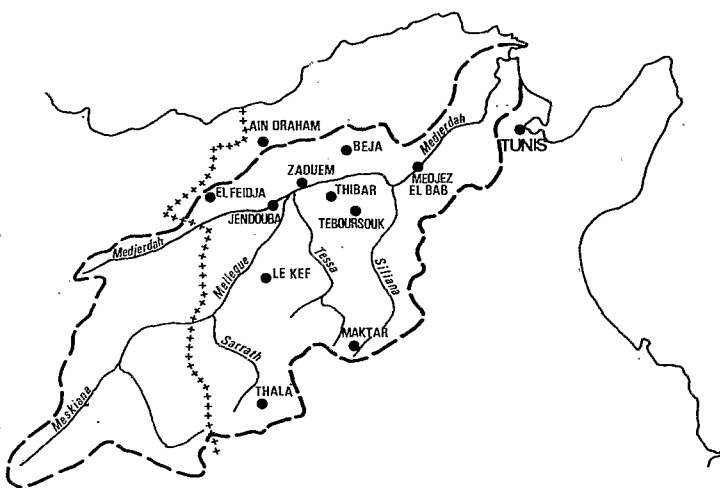 AIN DRAHAM
BEJA
Medjerdah
TUNIS
ZADUEM
MEDJEZ
EL BAB
EL FEIDJA
THIBAR
JENDOUBA
TEBOURSOUK
Medjerdah
Mellegue
LE KEF
Tessa
Siliana
MAKTAR
Sarrath
THALA
Meskiana